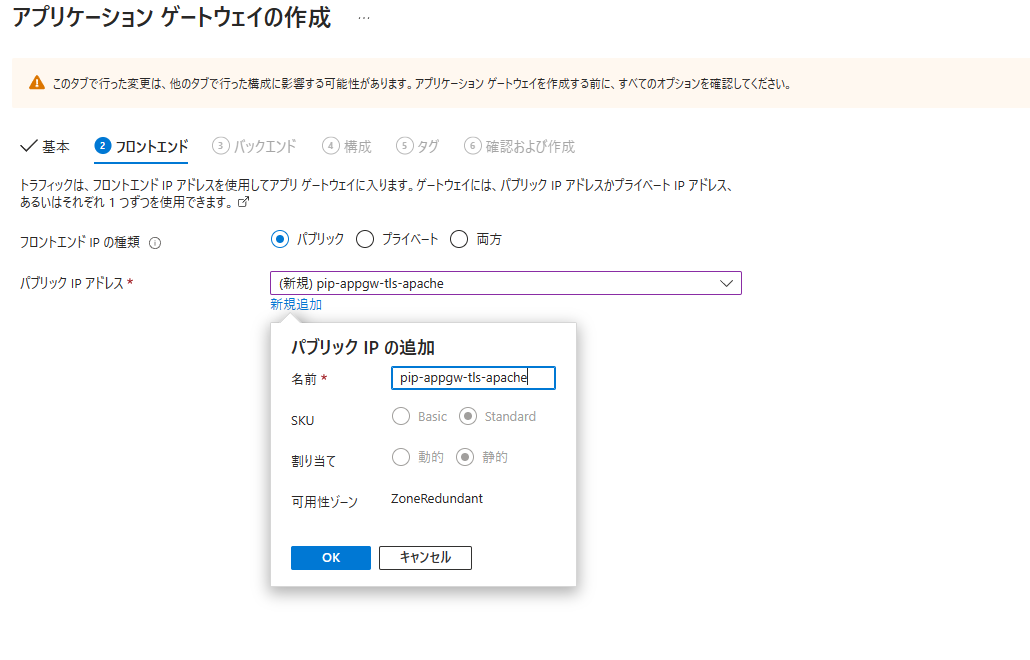 アプリケーション ゲートウェイの作成 …
このタブで行った変更は、他のタブで行った構成に影響する可能性があります。アプリケーション ゲートウェイを作成する前に、すべてのオプションを確認してください。
基本 2 フロントエンド 3 バックエンド 4 構成 5 タグ 6 確認および作成
トラフィックは、フロントエンド IP アドレスを使用してアプリ ゲートウェイに入ります。ゲートウェイには、パブリック IP アドレスかプライベート IP アドレス、
あるいはそれぞれ 1 つずつを使用できます。
フロントエンド IP の種類 パブリック プライベート 両方
パブリック IP アドレス * (新規) pip-appgw-tls-apache
新規追加
パブリック IP の追加
名前 * pip-appgw-tls-apache
SKU Basic Standard
割り当て 動的 静的
可用性ゾーン ZoneRedundant
OK キャンセル